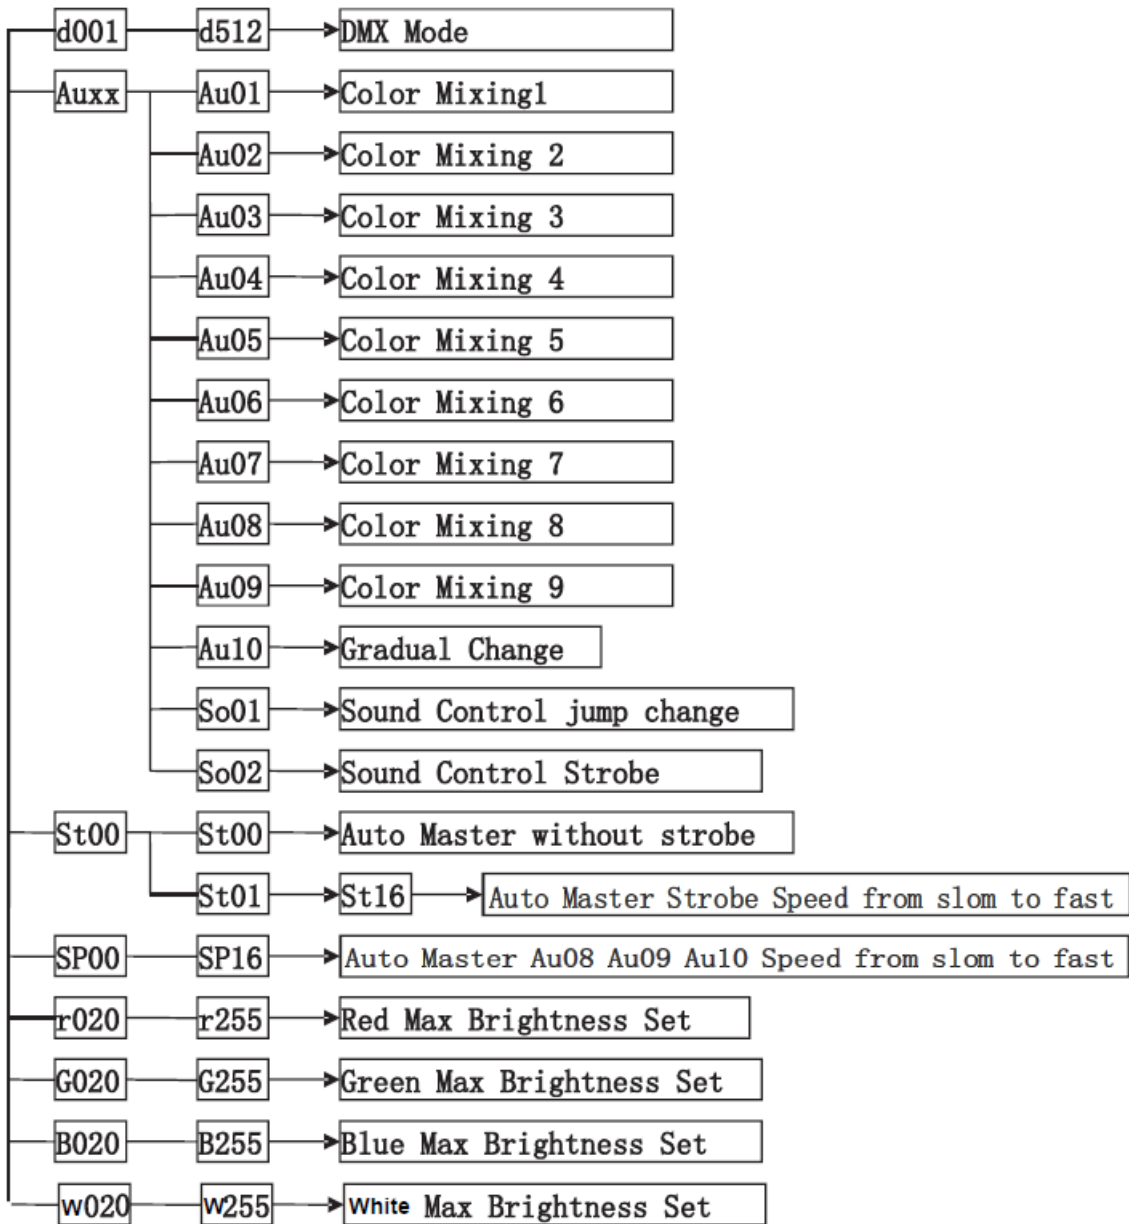 d001 d512 DMX Mode
Auxx Au01 Color Mixing1
Au02 Color Mixing 2
Au03 Color Mixing 3
Au04 Color Mixing 4
Au05 Color Mixing 5
Au06 Color Mixing 6
Au07 Color Mixing 7
Au08 Color Mixing 8
Au09 Color Mixing 9
Au10 Gradual Change
So01 Sound Control jump change
So02 Sound Control Strobe
St00 St00 Auto Master without strobe
St01 St16 Auto Master Strobe Speed from slom to fast
SP00 SP16 Auto Master Au08 Au09 Au10 Speed from slom to fast
r020 r255 Red Max Brightness Set
G020 G255 Green Max Brightness Set
B020 B255 Blue Max Brightness Set
w020 W255 White Max Brightness Set